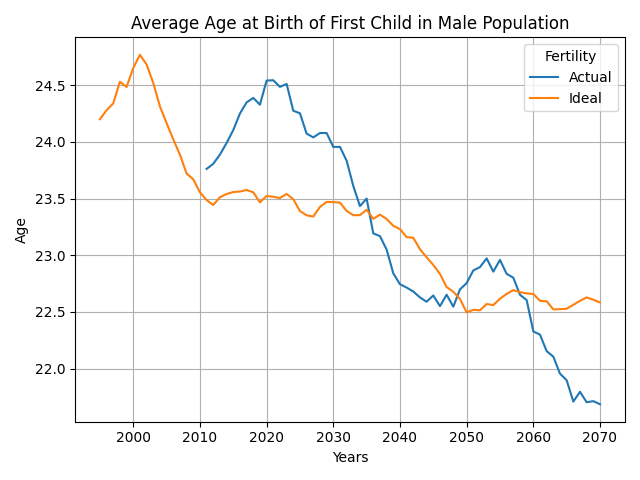 Average Age at Birth of First Child in Male Population
Fertility
Actual
Ideal
24.5
24.0
23.5
23.0
22.5
22.0
Age
2000
2010
2020
2030
2040
2050
2060
2070
Years